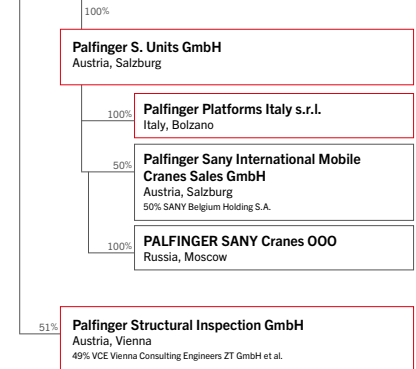 100%
Palfinger S. Units GmbH
Austria, Salzburg
100%
Palfinger Platforms Italy s.r.l.
Italy, Bolzano
50%
Palfinger Sany International Mobile
Cranes Sales GmbH
Austria, Salzburg
50% SANY Belgium Holding S.A.
100%
PALFINGER SANY Cranes OOO
Russia, Moscow
51%
Palfinger Structural Inspection GmbH
Austria, Vienna
49% VCE Vienna Consulting Engineers ZT GmbH et al.